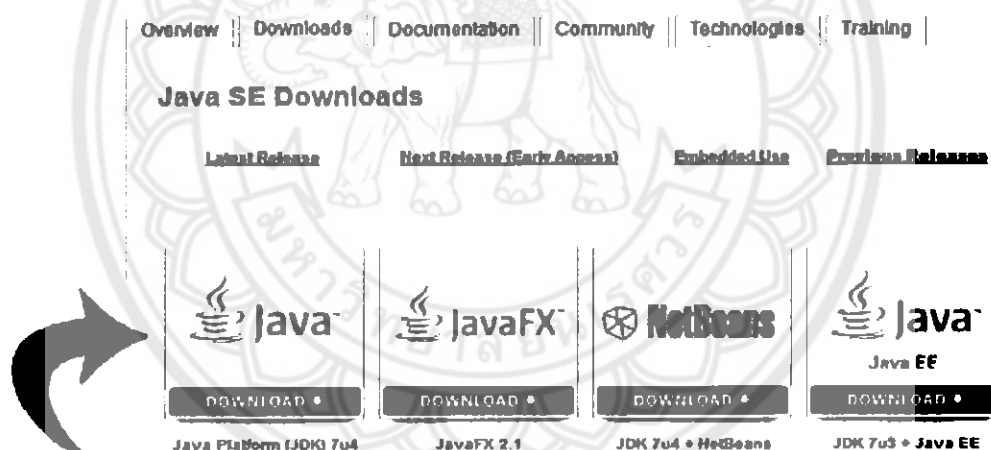 Overview Downloads Documentation Community Technologies Training
Java SE Downloads
Latest Release Next Release (Early Access) Embedded Use Previous Releases
Java JavaFX NetBeans Java
Java EE
DOWNLOAD DOWNLOAD DOWNLOAD DOWNLOAD
Java Platform (JDK) 7u4 JavaFX 2.1 JDK 7u4 + NetBeans JDK 7u3 + Java EE